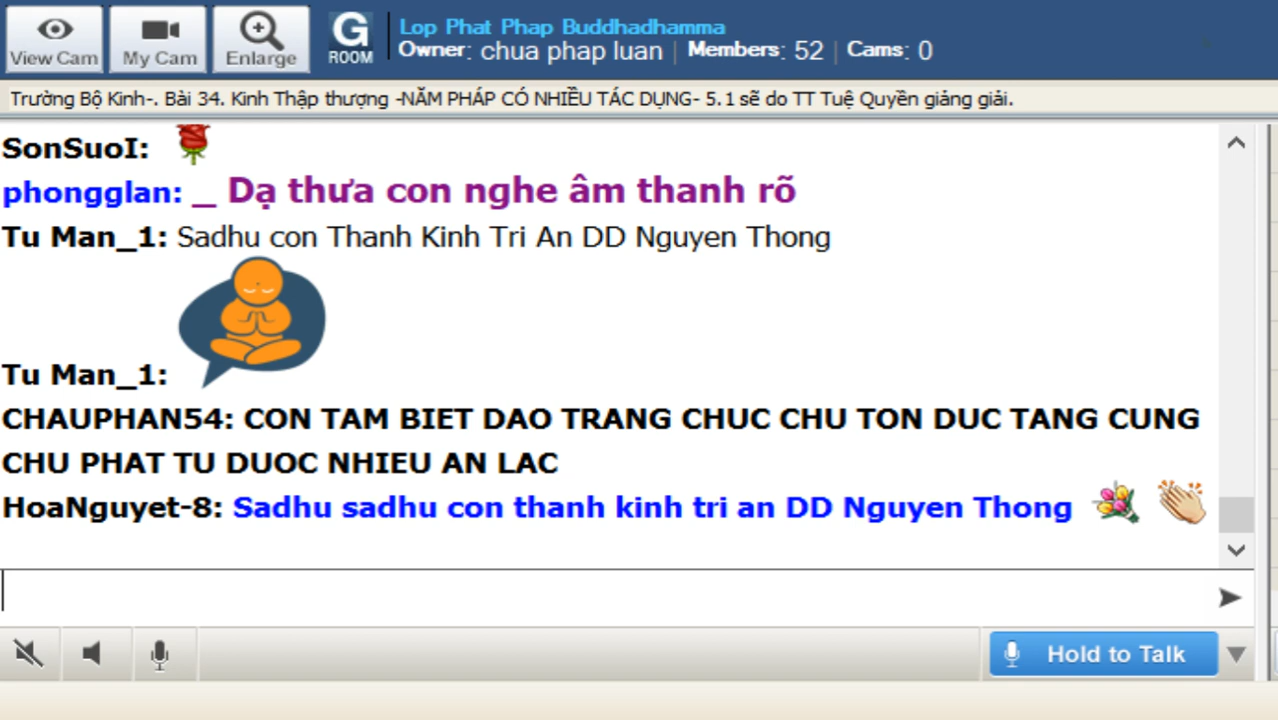 View Cam
My Cam
Enlarge
G
ROOM
Lop Phat Phap Buddhadhamma
Owner: chua phap luan | Members: 52 | Cams: 0
Trường Bộ Kinh-. Bài 34. Kinh Thập thượng -NĂM PHÁP CÓ NHIỀU TÁC DỤNG- 5.1 sẽ do TT Tuệ Quyền giảng giải.
SonSuoI:
phongglan: _ Dạ thưa con nghe âm thanh rõ
Tu Man_1: Sadhu con Thanh Kinh Tri An DD Nguyen Thong
Tu Man_1:
CHAUPHAN54: CON TAM BIET DAO TRANG CHUC CHU TON DUC TANG CUNG
CHU PHAT TU DUOC NHIEU AN LAC
HoaNguyet-8: Sadhu sadhu con thanh kinh tri an DD Nguyen Thong
Hold to Talk